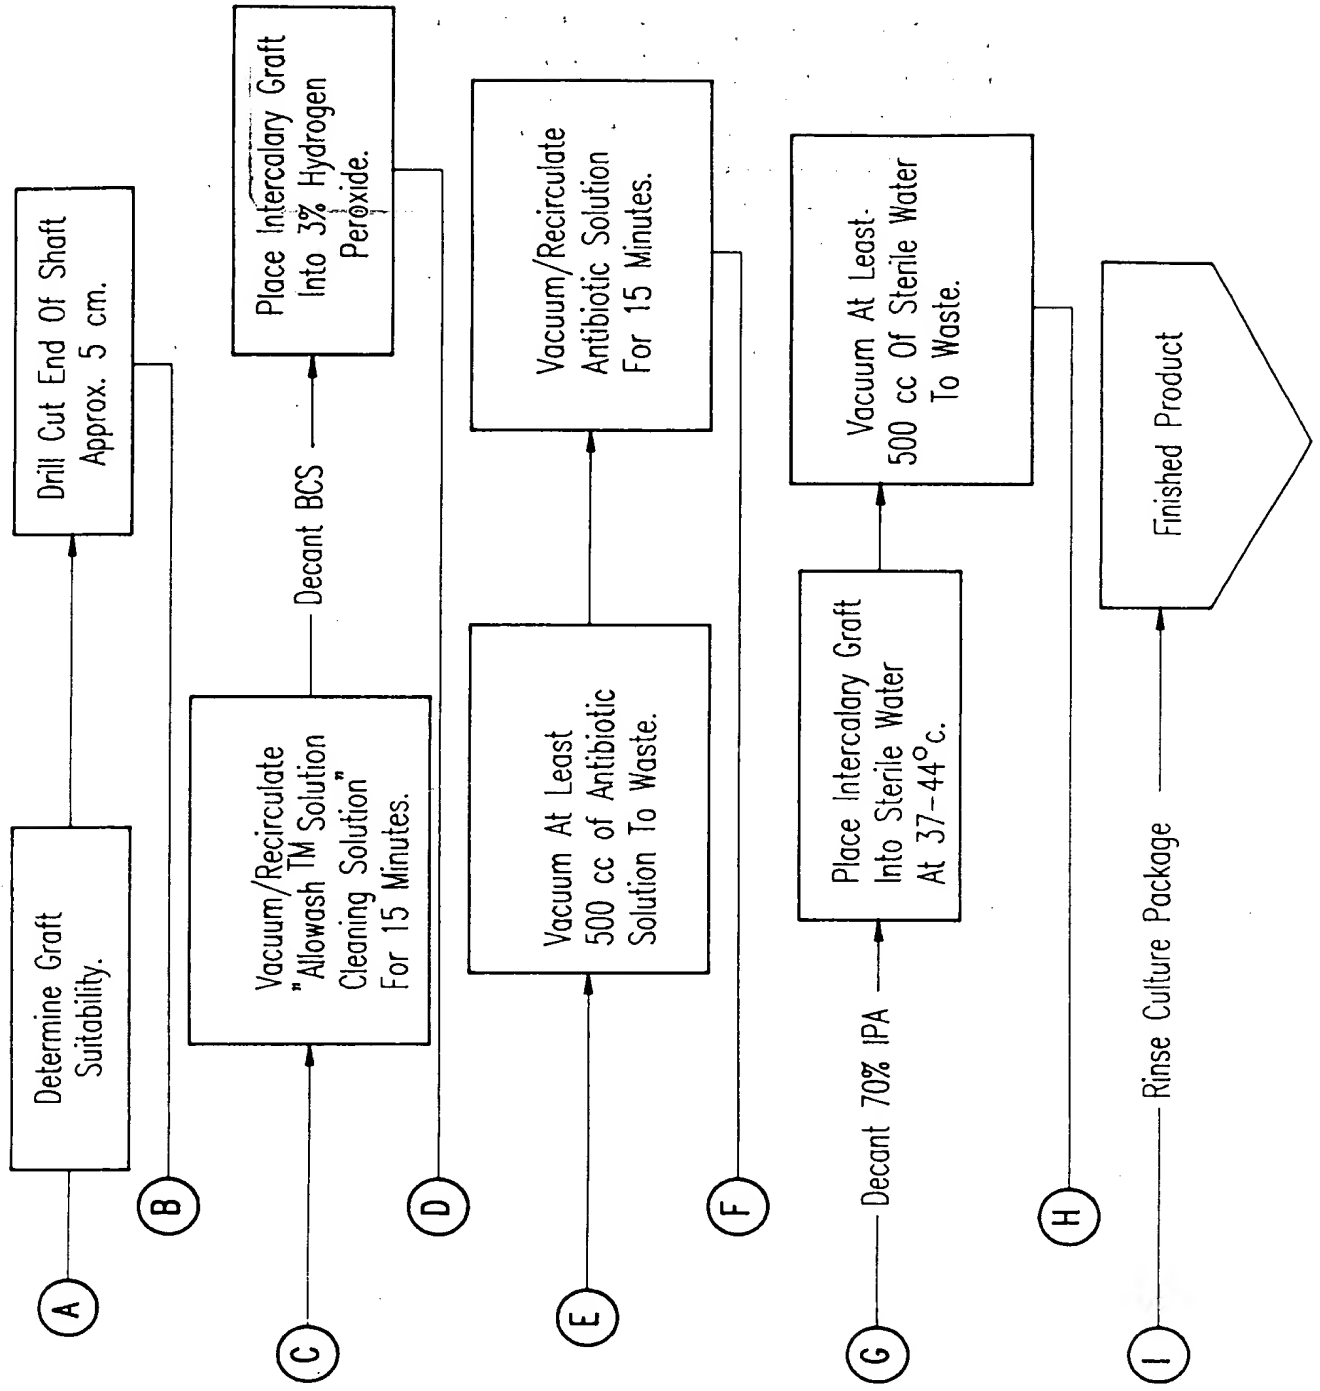 A
Determine Graft
Suitability.
Drill Cut End Of Shaft
Approx. 5 cm.
B
C
Vacuum/Recirculate
"Allowash TM Solution
Cleaning Solution"
For 15 Minutes.
Decant BCS
Place Intercalary Graft
Into 3% Hydrogen
Peroxide.
D
E
Vacuum At Least
500 cc of Antibiotic
Solution To Waste.
Vacuum/Recirculate
Antibiotic Solution
For 15 Minutes.
F
G
Decant 70% IPA
Place Intercalary Graft
Into Sterile Water
At 37-44°c.
Vacuum At Least
500 cc Of Sterile Water
To Waste.
H
I
Rinse Culture Package
Finished Product